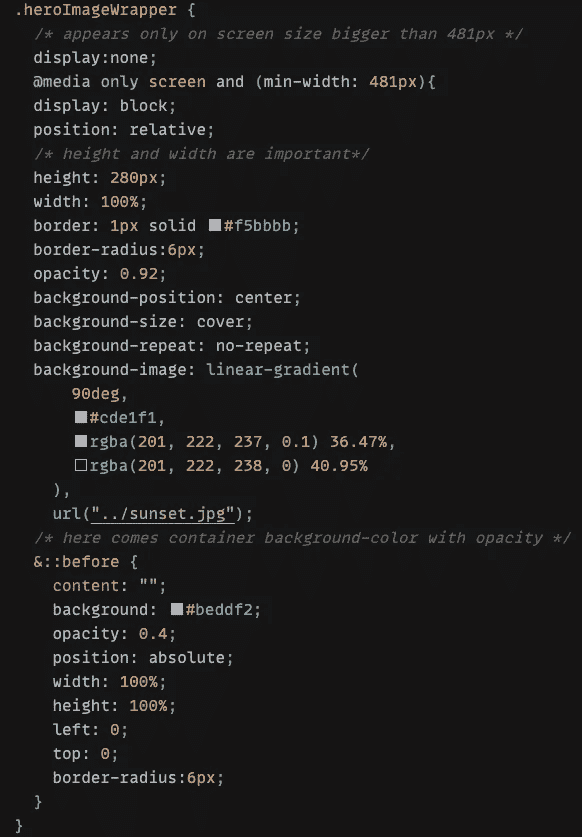 .heroImageWrapper {
/* appears only on screen size bigger than 481px */
display:none;
@media only screen and (min-width: 481px){
display: block;
position: relative;
/* height and width are important*/
height: 280px;
width: 100%;
border: 1px solid #f5bbbb;
border-radius:6px;
opacity: 0.92;
background-position: center;
background-size: cover;
background-repeat: no-repeat;
background-image: linear-gradient(
90deg,
#cde1f1,
rgba(201, 222, 237, 0.1) 36.47%,
rgba(201, 222, 238, 0) 40.95%
),
url("../sunset.jpg");
/* here comes container background-color with opacity */
&::before {
content: "";
background: #beddf2;
opacity: 0.4;
position: absolute;
width: 100%;
height: 100%;
left: 0;
top: 0;
border-radius:6px;
}
}